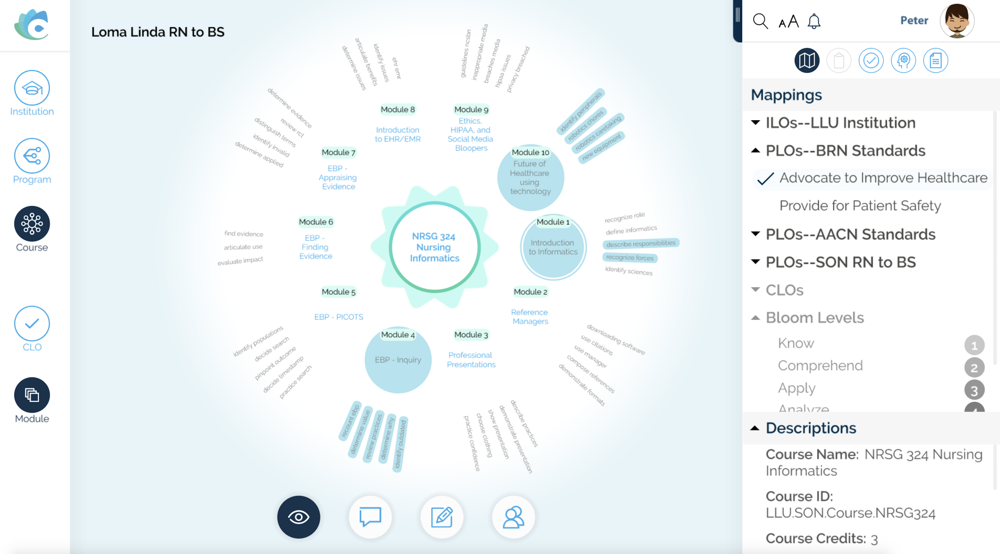 Loma Linda RN to BS
Institution
Program
Course
CLO
Module
determine issues
articulate benefits
identify issues
ehr emr
Module 8
Introduction
to EHR/EMR
guidelines ncsbn
inappropriate media
breaches media
hipaa issues
privacy breached
Module 9
Ethics,
HIPAA, and
Social Media
Bloopers
identify peripherals
robotics chores
robotics caretaking
new equipment
Module 10
Future of
Healthcare
using
technology
recognize role
define informatics
describe responsibilities
recognize forces
identify sciences
Module 1
Introduction
to Informatics
Module 2
Reference
Managers
downloading software
use citations
use manager
compose references
demonstrate formats
Module 3
Professional
Presentations
describe practices
demonstrate presentation
show presentation
choose clothing
practice confidence
Module 4
EBP - Inquiry
recount ebp
determine value
review practices
determine why
identify outdated
Module 5
EBP - PICOTS
identify populations
decide search
pinpoint outcome
decide timestamp
practice search
Module 6
EBP -
Finding
Evidence
find evidence
articulate use
evaluate impact
Module 7
EBP -
Appraising
Evidence
determine evidence
review rct
distinguish terms
identify invalid
determine applied
NRSG 324
Nursing
Informatics
AA
Peter
Mappings
ILOs--LLU Institution
PLOs--BRN Standards
Advocate to Improve Healthcare
Provide for Patient Safety
PLOs--AACN Standards
PLOs--SON RN to BS
CLOs
Bloom Levels
Know 1
Comprehend 2
Apply 3
Analyze 4
Descriptions
Course Name: NRSG 324 Nursing
Informatics
Course ID:
LLU.SON.Course.NRSG324
Course Credits: 3